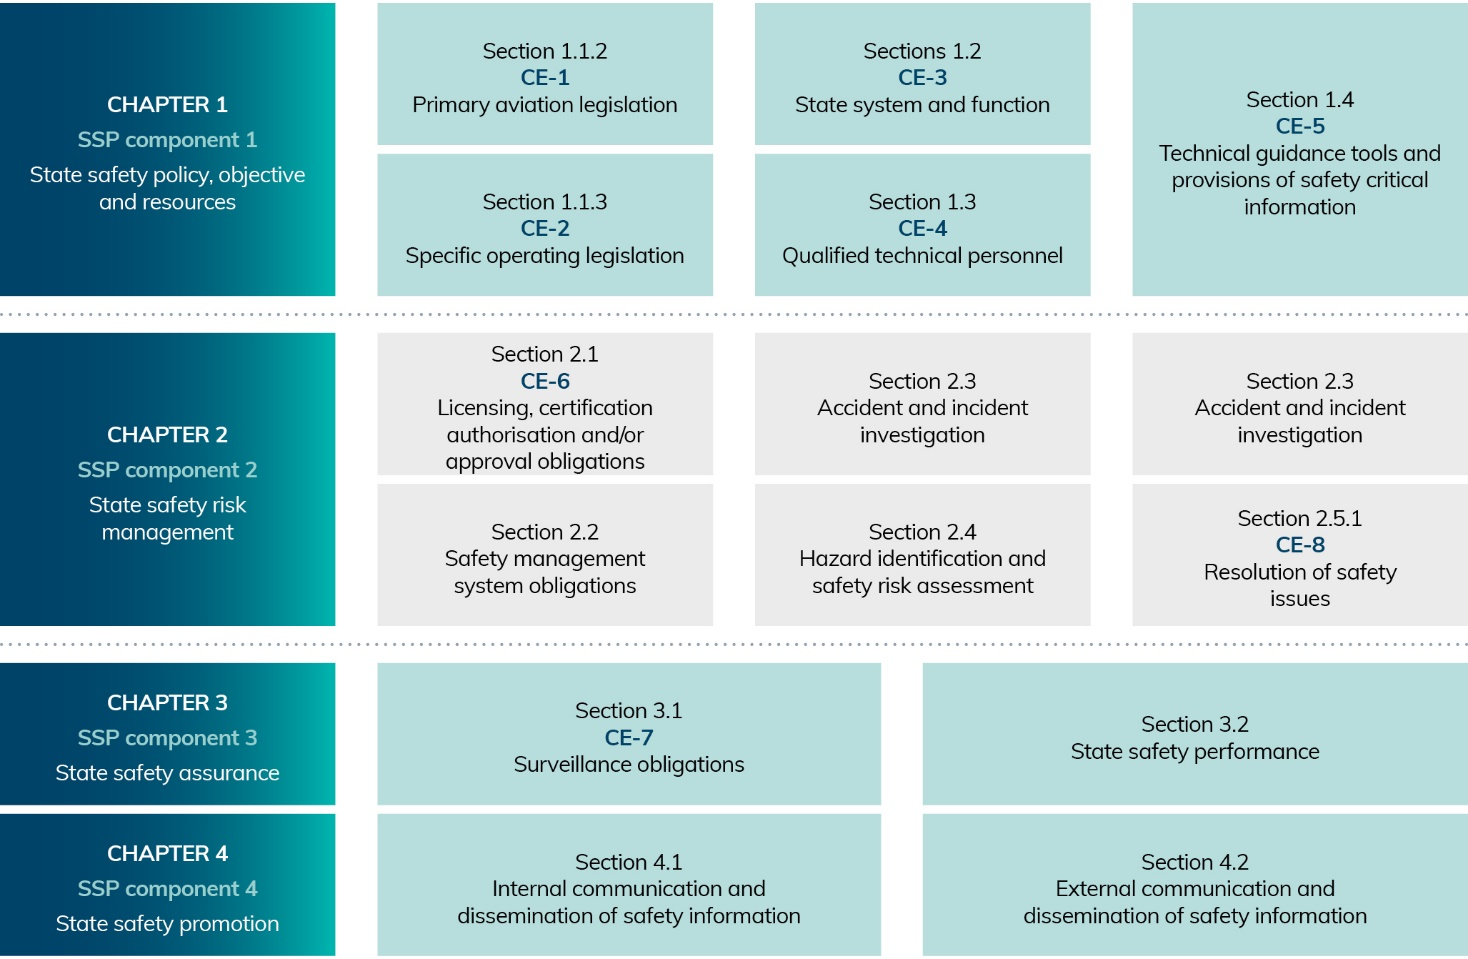 CHAPTER 1
SSP component 1
State safety policy, objective
and resources
Section 1.1.2
CE-1
Primary aviation legislation
Sections 1.2
CE-3
State system and function
Section 1.4
CE-5
Technical guidance tools and
provisions of safety critical
information
Section 1.1.3
CE-2
Specific operating legislation
Section 1.3
CE-4
Qualified technical personnel
CHAPTER 2
SSP component 2
State safety risk
management
Section 2.1
CE-6
Licensing, certification
authorisation and/or
approval obligations
Section 2.3
Accident and incident
investigation
Section 2.3
Accident and incident
investigation
Section 2.2
Safety management
system obligations
Section 2.4
Hazard identification and
safety risk assessment
Section 2.5.1
CE-8
Resolution of safety
issues
CHAPTER 3
SSP component 3
State safety assurance
Section 3.1
CE-7
Surveillance obligations
Section 3.2
State safety performance
CHAPTER 4
SSP component 4
State safety promotion
Section 4.1
Internal communication and
dissemination of safety information
Section 4.2
External communication and
dissemination of safety information